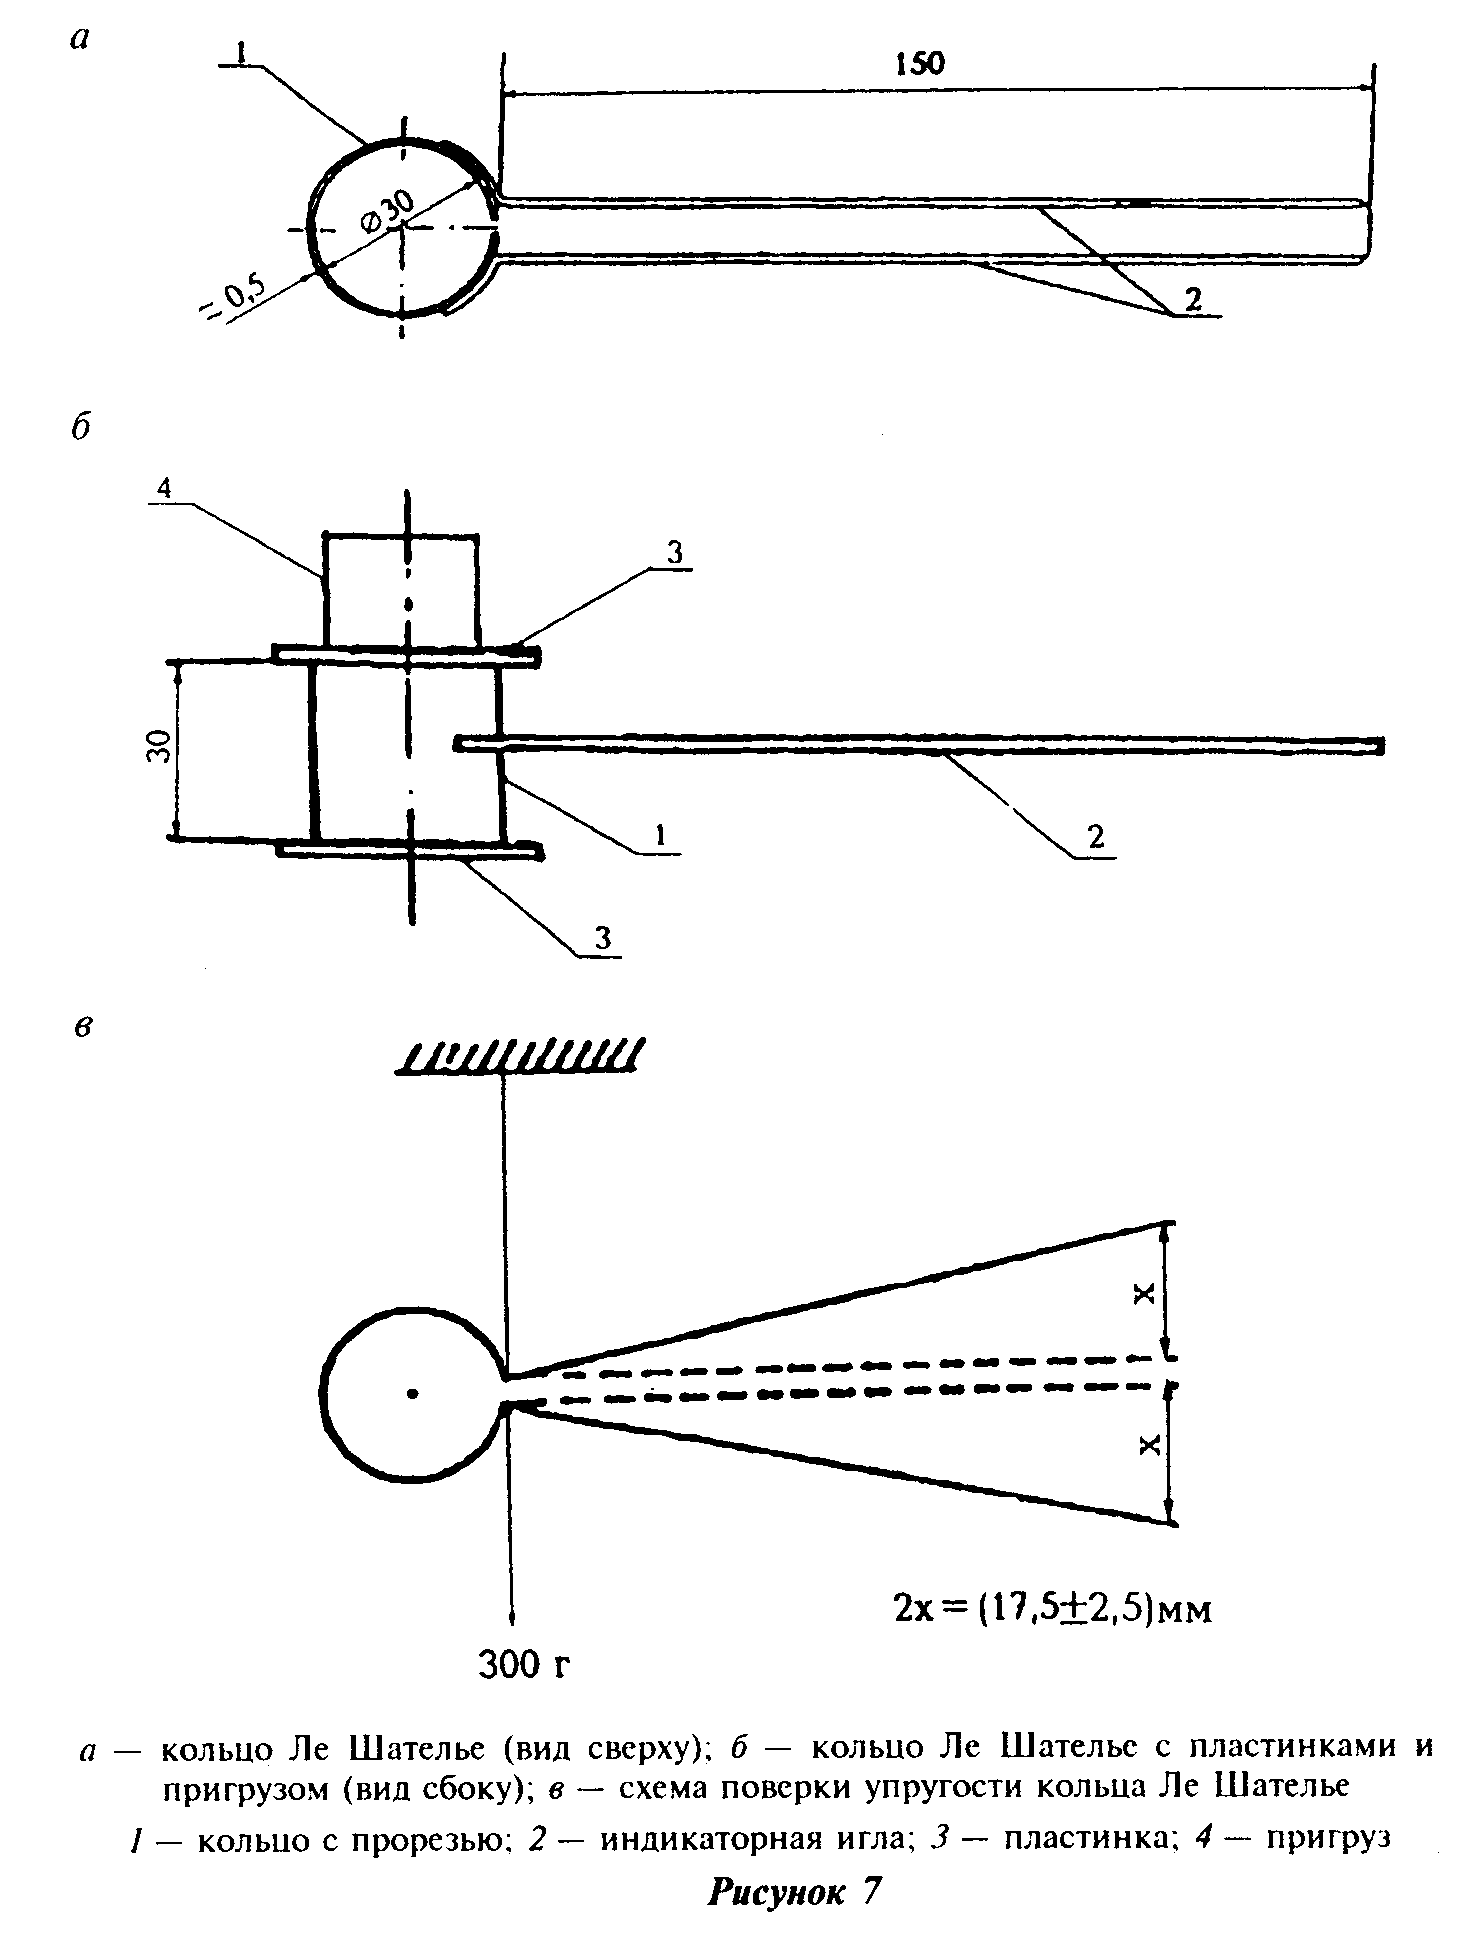 а
1
150
⌀30
≈0,5
2
б
4
3
30
1
2
3
в
х
х
2х = (17,5±2,5)мм
300 г
а — кольцо Ле Шателье (вид сверху); б — кольцо Ле Шателье с пластинками и
пригрузом (вид сбоку); в — схема поверки упругости кольца Ле Шателье
1 — кольцо с прорезью; 2 — индикаторная игла; 3 — пластинка; 4 — пригруз
Рисунок 7